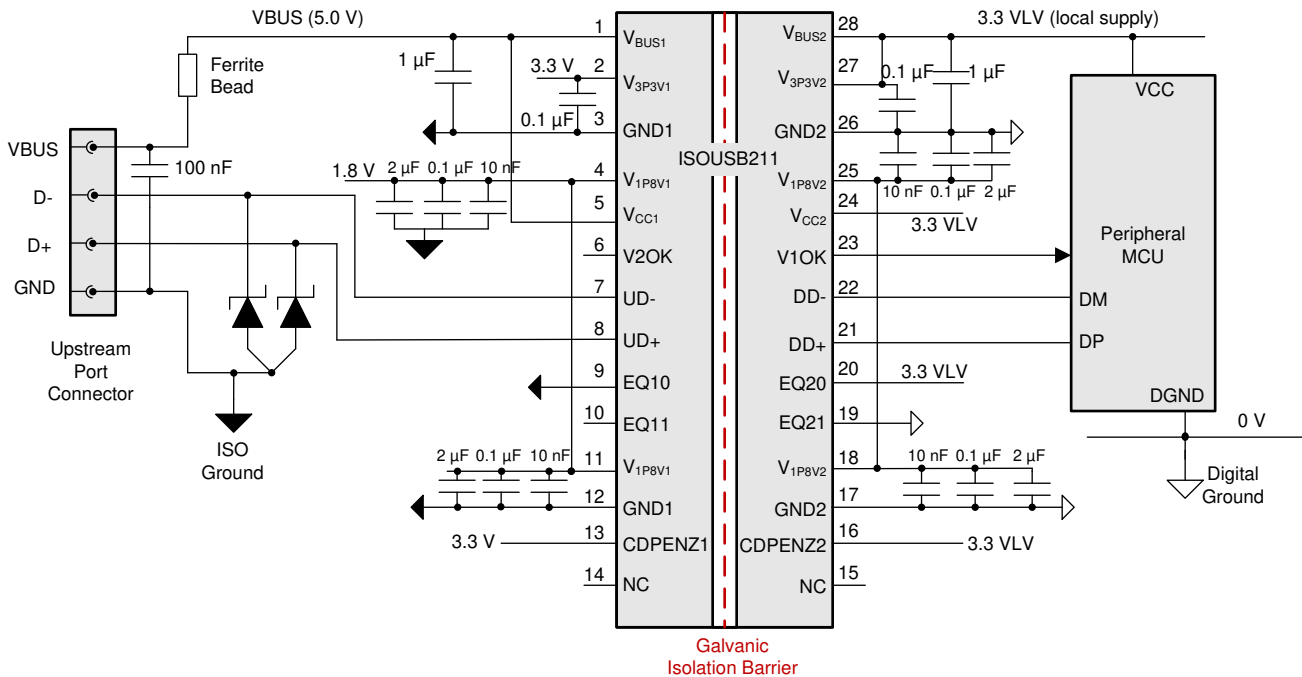 VBUS (5.0 V)
3.3 VLV (local supply)
Ferrite
Bead
1 µF
3.3 V
0.1 µF
1
2
3
4
5
6
7
8
9
10
11
12
13
14
VBUS1
V3P3V1
GND1
V1P8V1
VCC1
V2OK
UD-
UD+
EQ10
EQ11
V1P8V1
GND1
CDPENZ1
NC
ISOUSB211
VBUS2
V3P3V2
GND2
V1P8V2
VCC2
V1OK
DD-
DD+
EQ20
EQ21
V1P8V2
GND2
CDPENZ2
NC
28
27
26
25
24
23
22
21
20
19
18
17
16
15
0.1 µF
1 µF
10 nF
0.1 µF
2 µF
3.3 VLV
3.3 VLV
10 nF
0.1 µF
2 µF
3.3 VLV
VCC
Peripheral
MCU
DM
DP
DGND
0 V
Digital
Ground
VBUS
D-
D+
GND
100 nF
Upstream
Port
Connector
ISO
Ground
1.8 V
2 µF
0.1 µF
10 nF
2 µF
0.1 µF
10 nF
3.3 V
Galvanic
Isolation Barrier